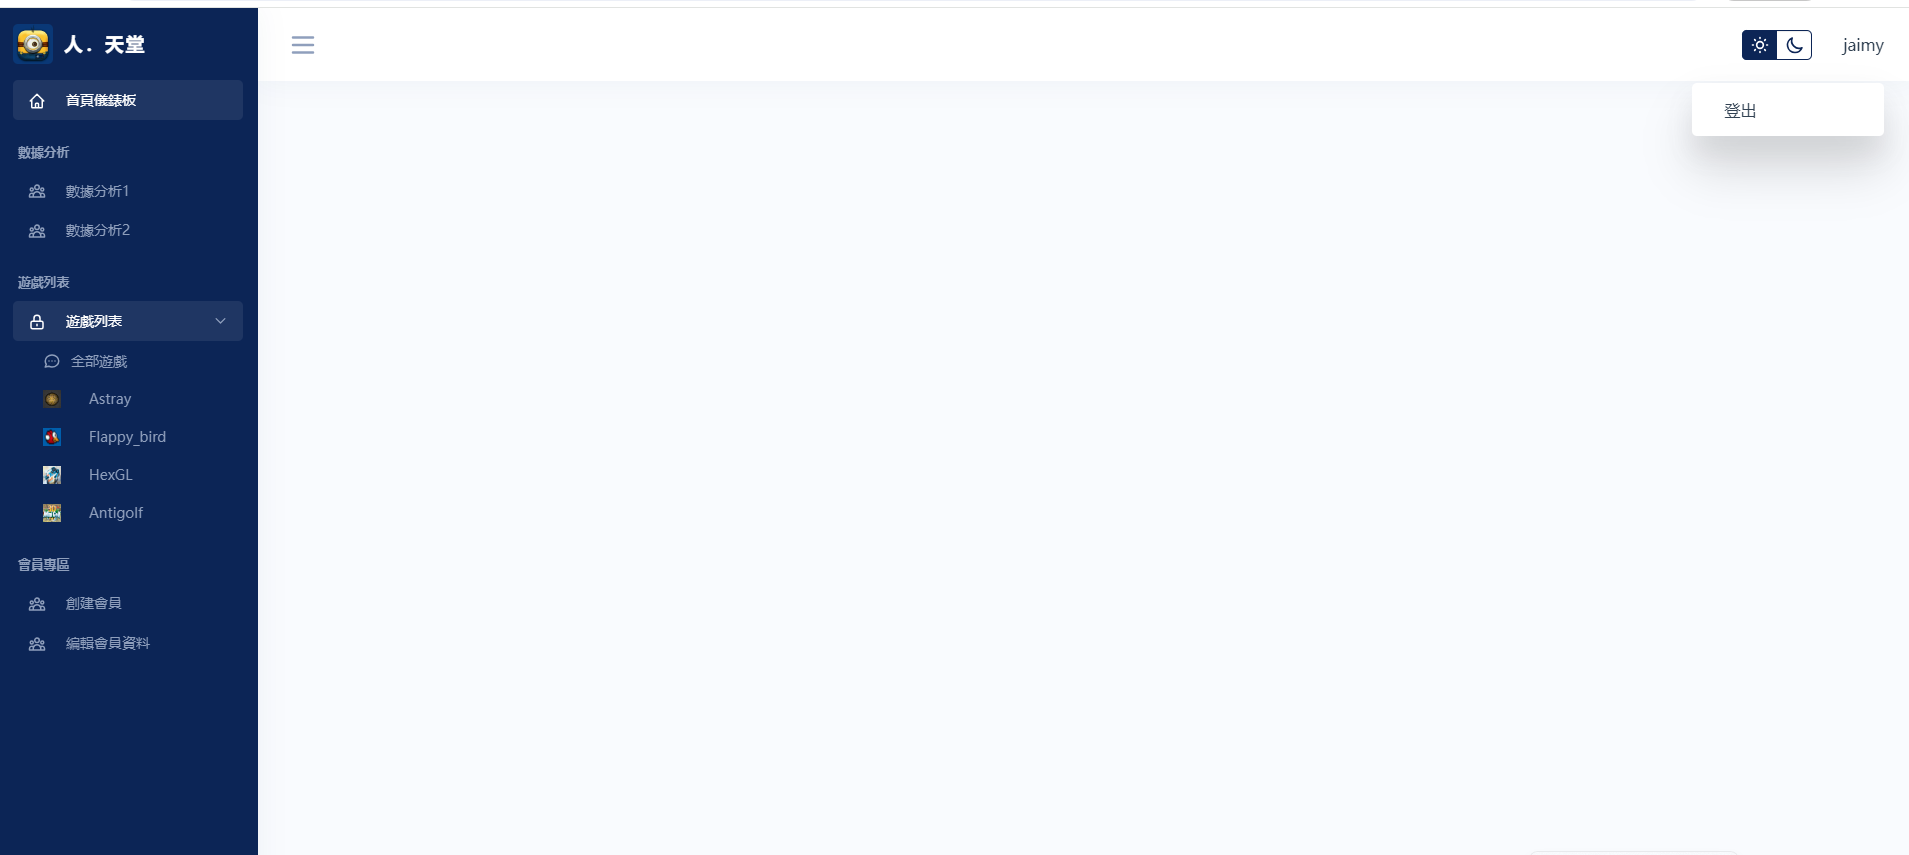 人．天堂
jaimy
登出
首頁儀錶板
數據分析
數據分析1
數據分析2
遊戲列表
遊戲列表
全部遊戲
Astray
Flappy_bird
HexGL
Antigolf
會員專區
創建會員
編輯會員資料